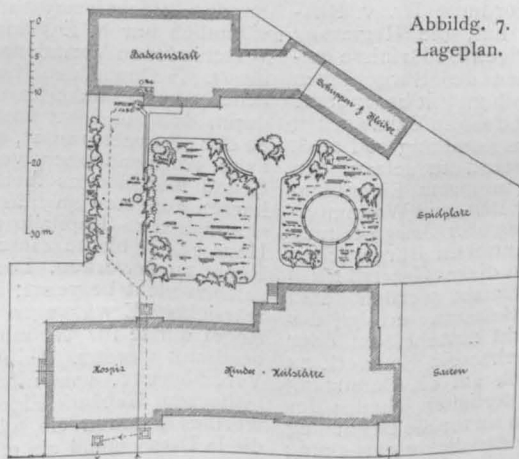 Abbildg. 7.
Lageplan.
Badeanstalt
Schuppen f. Kleider
0
5
10
20
30 m
Spielplatz
Hospiz
Kinder-Heilstätte
Garten